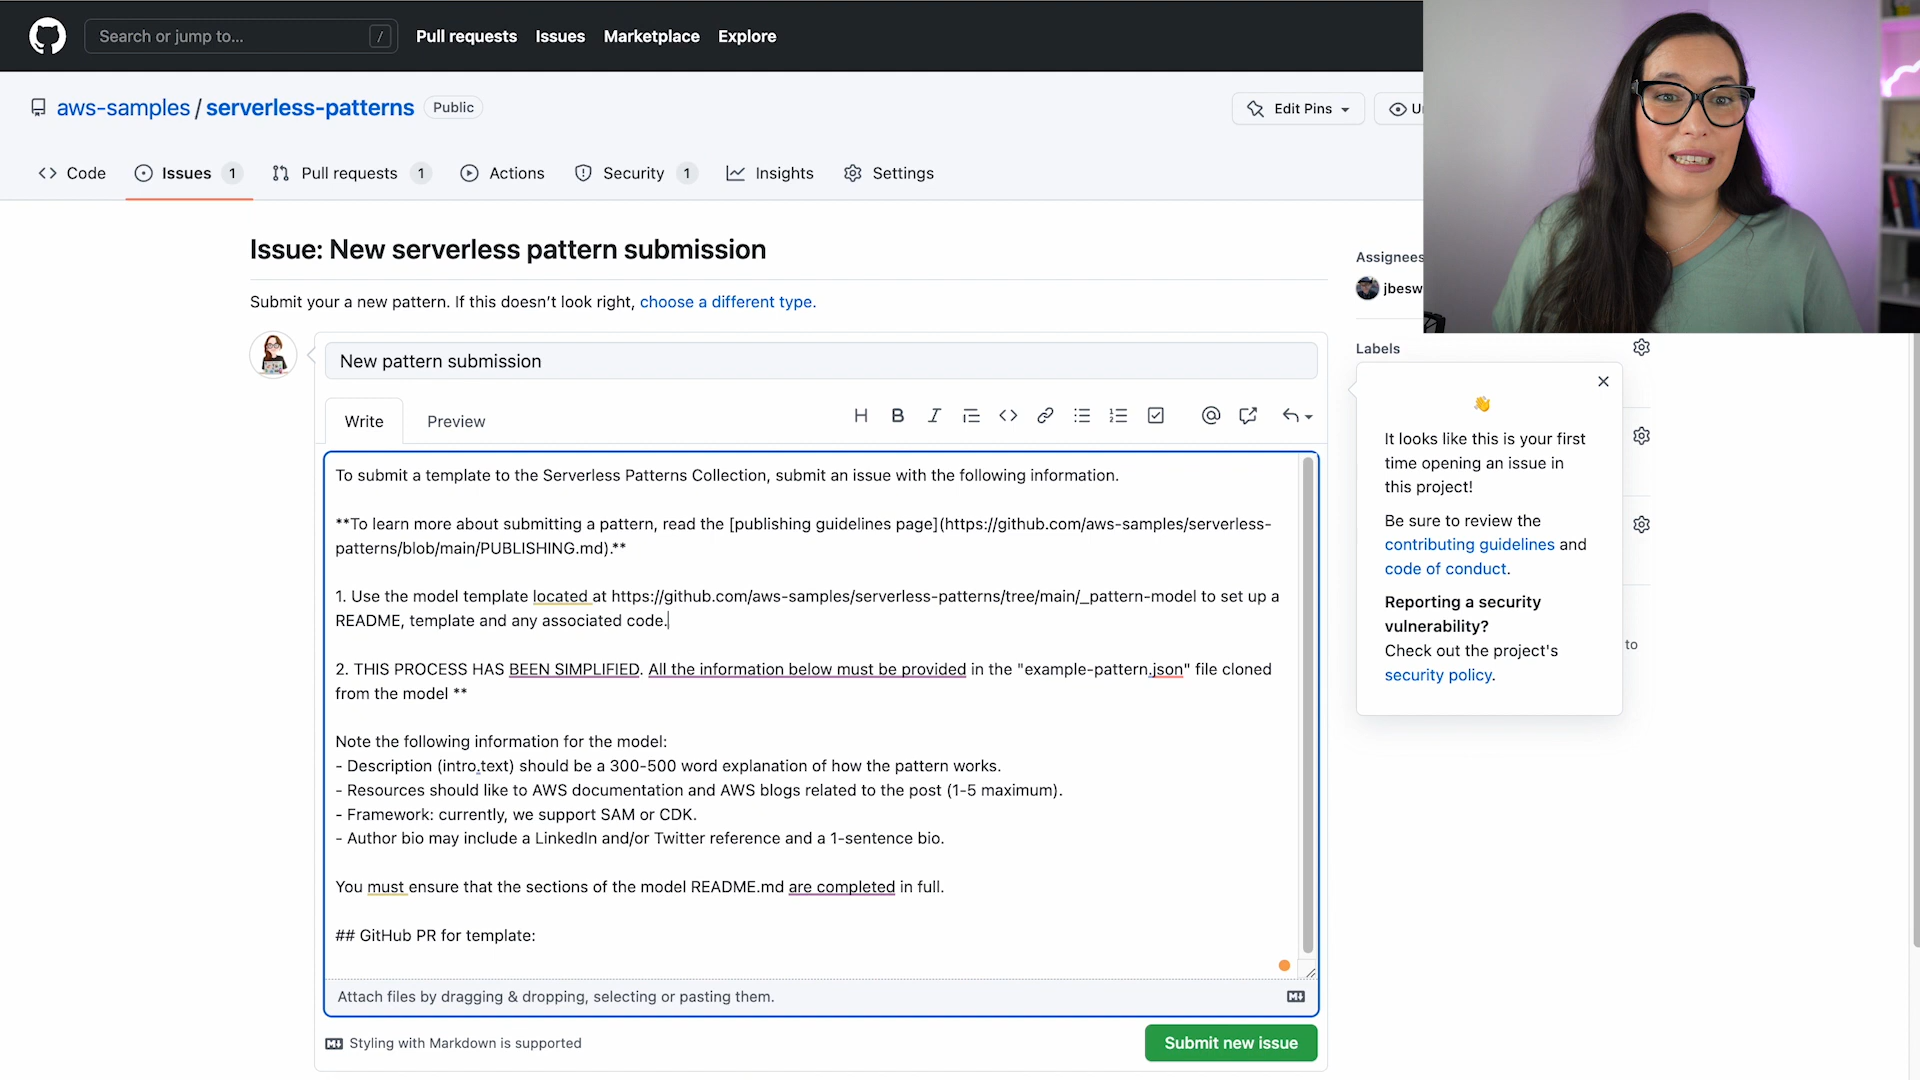 Search or jump to... /
Pull requests Issues Marketplace Explore
aws-samples / serverless-patterns Public
Edit Pins
Code Issues 1 Pull requests 1 Actions Security 1 Insights Settings
Issue: New serverless pattern submission
Submit your a new pattern. If this doesn’t look right, choose a different type.
New pattern submission
Write Preview
To submit a template to the Serverless Patterns Collection, submit an issue with the following information.
**To learn more about submitting a pattern, read the [publishing guidelines page](https://github.com/aws-samples/serverless-
patterns/blob/main/PUBLISHING.md).**
1. Use the model template located at https://github.com/aws-samples/serverless-patterns/tree/main/_pattern-model to set up a
README, template and any associated code.
2. THIS PROCESS HAS BEEN SIMPLIFIED. All the information below must be provided in the "example-pattern.json" file cloned
from the model **
Note the following information for the model:
- Description (intro.text) should be a 300-500 word explanation of how the pattern works.
- Resources should like to AWS documentation and AWS blogs related to the post (1-5 maximum).
- Framework: currently, we support SAM or CDK.
- Author bio may include a LinkedIn and/or Twitter reference and a 1-sentence bio.
You must ensure that the sections of the model README.md are completed in full.
## GitHub PR for template:
Attach files by dragging & dropping, selecting or pasting them.
Styling with Markdown is supported
Submit new issue
Assignees
jbesw
Labels
It looks like this is your first
time opening an issue in
this project!
Be sure to review the
contributing guidelines and
code of conduct.
Reporting a security
vulnerability?
Check out the project's
security policy.
to